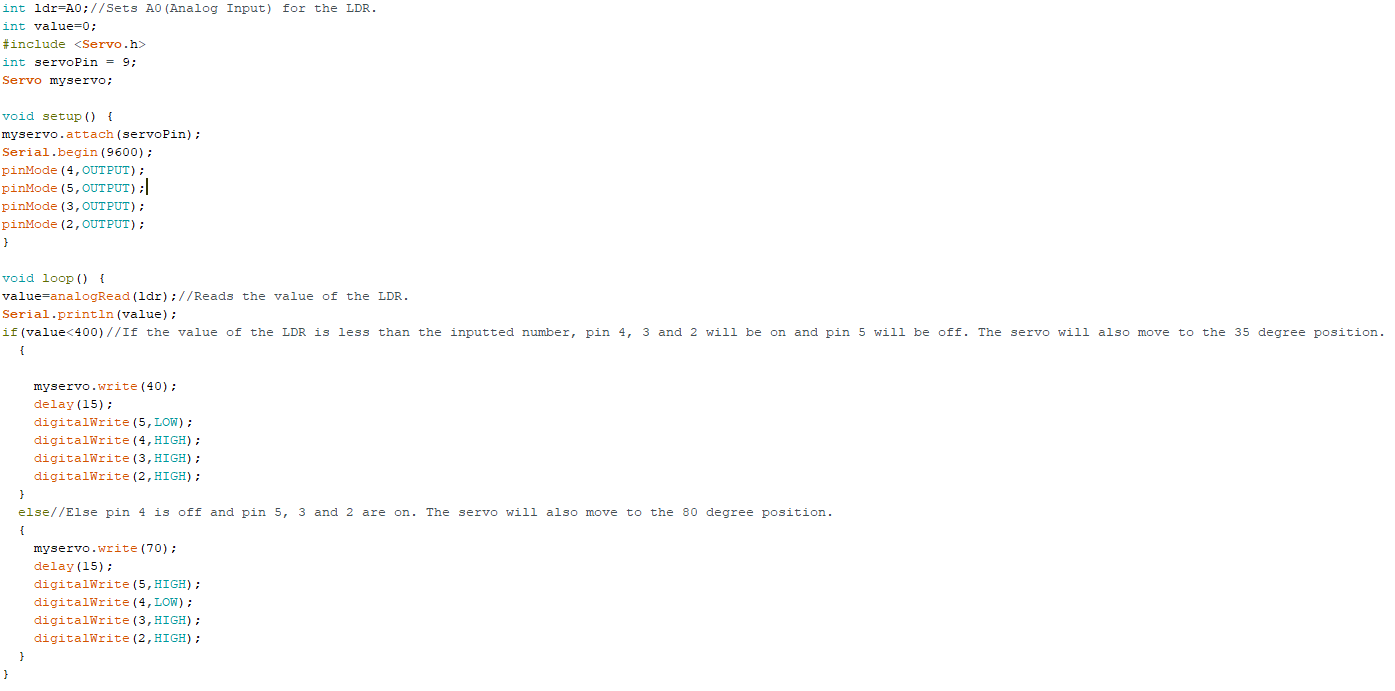 int ldr=A0;//Sets A0(Analog Input) for the LDR.
int value=0;
#include <Servo.h>
int servoPin = 9;
Servo myservo;

void setup() {
myservo.attach(servoPin);
Serial.begin(9600);
pinMode(4,OUTPUT);
pinMode(5,OUTPUT);
pinMode(3,OUTPUT);
pinMode(2,OUTPUT);
}

void loop() {
value=analogRead(ldr);//Reads the value of the LDR.
Serial.println(value);
if(value<400)//If the value of the LDR is less than the inputted number, pin 4, 3 and 2 will be on and pin 5 will be off. The servo will also move to the 35 degree position.
  {

    myservo.write(40);
    delay(15);
    digitalWrite(5,LOW);
    digitalWrite(4,HIGH);
    digitalWrite(3,HIGH);
    digitalWrite(2,HIGH);
  }
  else//Else pin 4 is off and pin 5, 3 and 2 are on. The servo will also move to the 80 degree position.
  {
    myservo.write(70);
    delay(15);
    digitalWrite(5,HIGH);
    digitalWrite(4,LOW);
    digitalWrite(3,HIGH);
    digitalWrite(2,HIGH);
  }
}